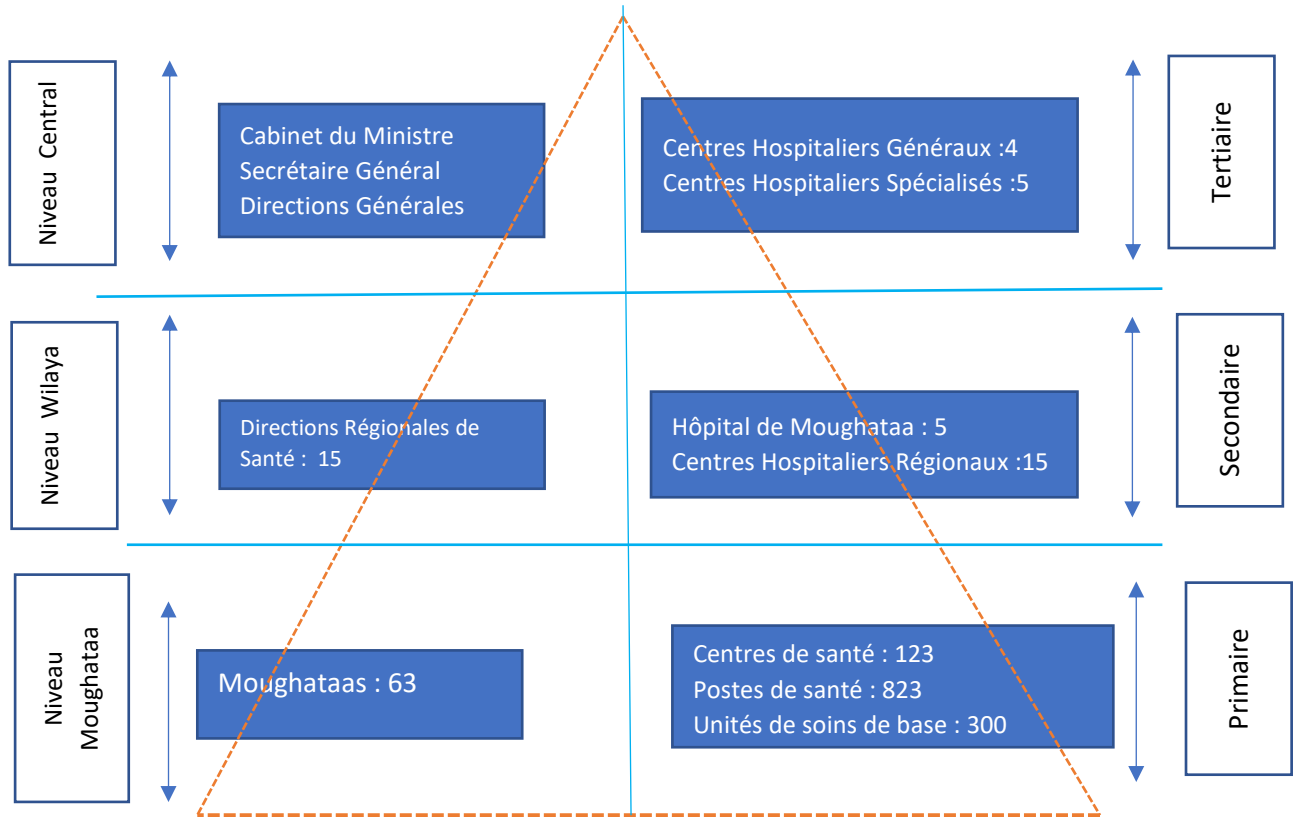 Niveau Central
Cabinet du Ministre
Secrétaire Général
Directions Générales
Centres Hospitaliers Généraux :4
Centres Hospitaliers Spécialisés :5
Tertiaire
Niveau Wilaya
Directions Régionales de
Santé : 15
Hôpital de Moughataa : 5
Centres Hospitaliers Régionaux :15
Secondaire
Niveau
Moughataa
Moughataas : 63
Centres de santé : 123
Postes de santé : 823
Unités de soins de base : 300
Primaire